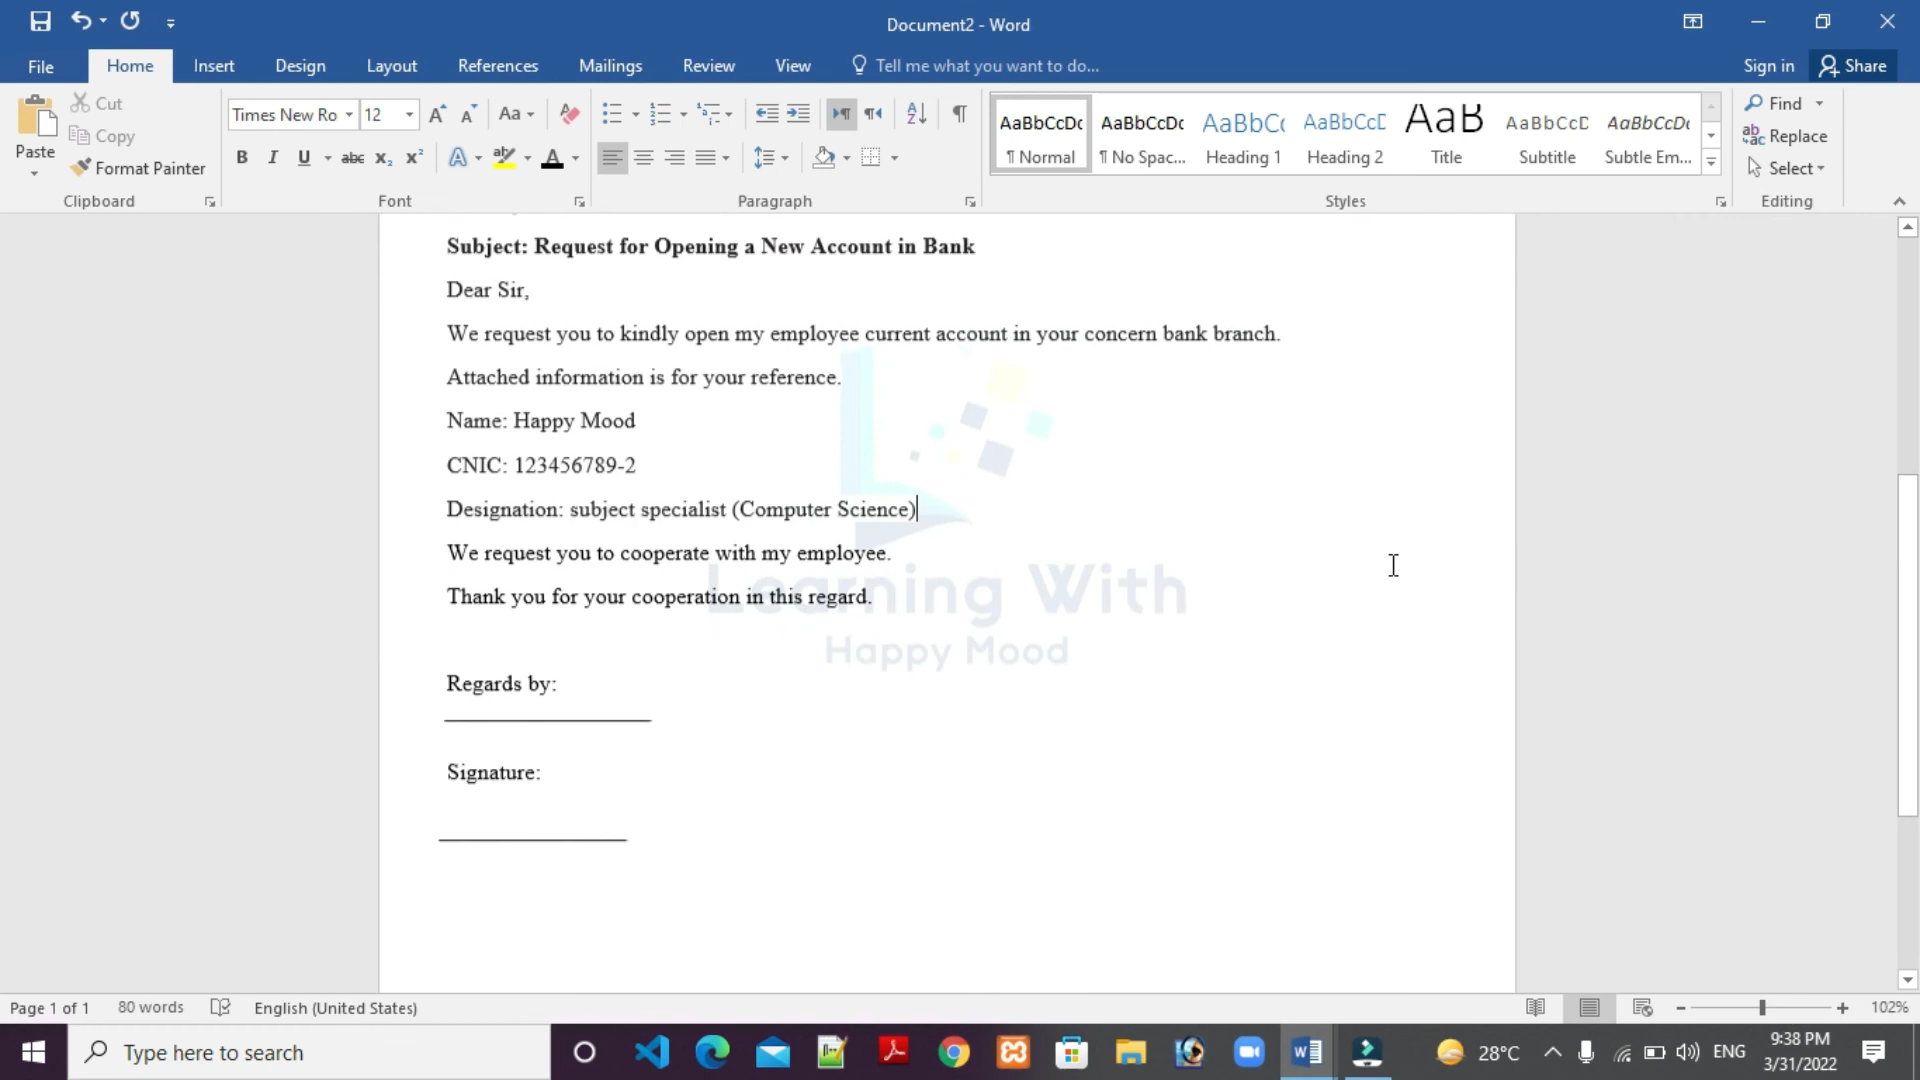 Document2 - Word
File Home Insert Design Layout References Mailings Review View Tell me what you want to do... Sign in Share
Cut
Copy
Format Painter
Paste
Clipboard
Times New Ro 12
Font
Paragraph
AaBbCcDc AaBbCcDc AaBbCc AaBbCcD AaB AaBbCcD AaBbCcDc
¶ Normal ¶ No Spac... Heading 1 Heading 2 Title Subtitle Subtle Em...
Styles
Find
Replace
Select
Editing
Subject: Request for Opening a New Account in Bank
Dear Sir,
We request you to kindly open my employee current account in your concern bank branch.
Attached information is for your reference.
Name: Happy Mood
CNIC: 123456789-2
Designation: subject specialist (Computer Science)
We request you to cooperate with my employee.
Thank you for your cooperation in this regard.
Learning With
Happy Mood
Regards by:
Signature:
Page 1 of 1 80 words English (United States) 102%
Type here to search
28°C ENG 9:38 PM
3/31/2022